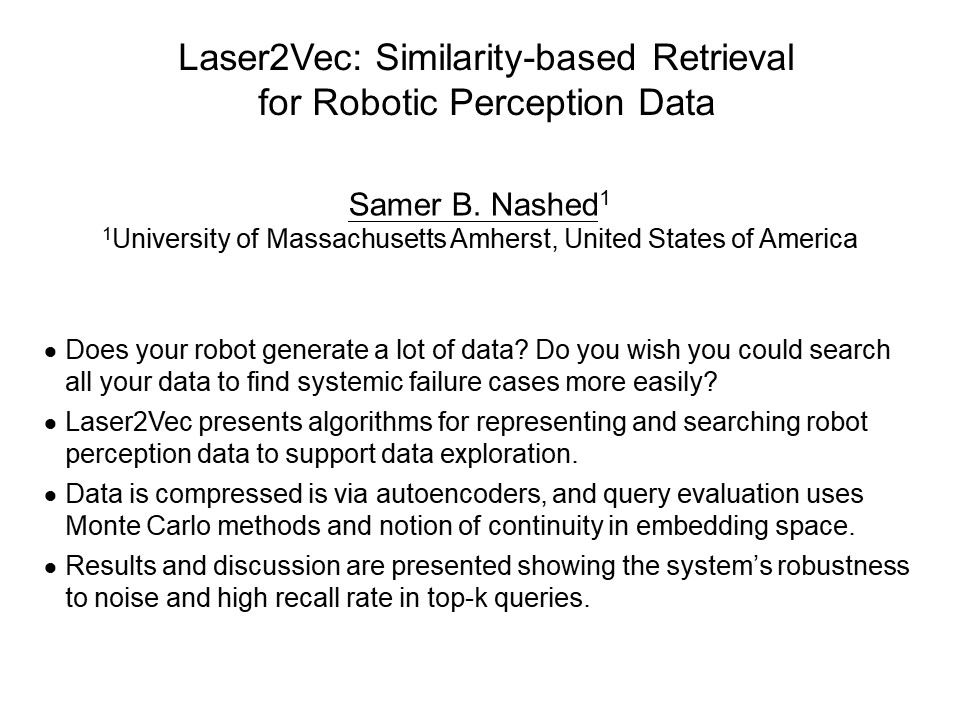 Laser2Vec: Similarity-based Retrieval
for Robotic Perception Data
Samer B. Nashed¹
¹University of Massachusetts Amherst, United States of America
● Does your robot generate a lot of data? Do you wish you could search
all your data to find systemic failure cases more easily?
● Laser2Vec presents algorithms for representing and searching robot
perception data to support data exploration.
● Data is compressed is via autoencoders, and query evaluation uses
Monte Carlo methods and notion of continuity in embedding space.
● Results and discussion are presented showing the system’s robustness
to noise and high recall rate in top-k queries.